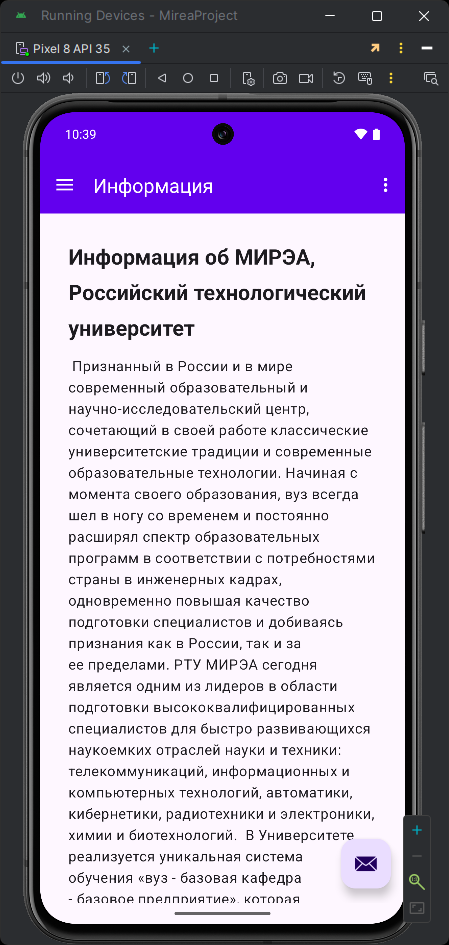 Running Devices - MireaProject
Pixel 8 API 35
10:39
Информация
Информация об МИРЭА,
Российский технологический
университет
Признанный в России и в мире
современный образовательный и
научно-исследовательский центр,
сочетающий в своей работе классические
университетские традиции и современные
образовательные технологии. Начиная с
момента своего образования, вуз всегда
шел в ногу со временем и постоянно
расширял спектр образовательных
программ в соответствии с потребностями
страны в инженерных кадрах,
одновременно повышая качество
подготовки специалистов и добиваясь
признания как в России, так и за
ее пределами. РТУ МИРЭА сегодня
является одним из лидеров в области
подготовки высококвалифицированных
специалистов для быстро развивающихся
наукоемких отраслей науки и техники:
телекоммуникаций, информационных и
компьютерных технологий, автоматики,
кибернетики, радиотехники и электроники,
химии и биотехнологий.  В Университете
реализуется уникальная система
обучения «вуз - базовая кафедра
- базовое предприятие», которая